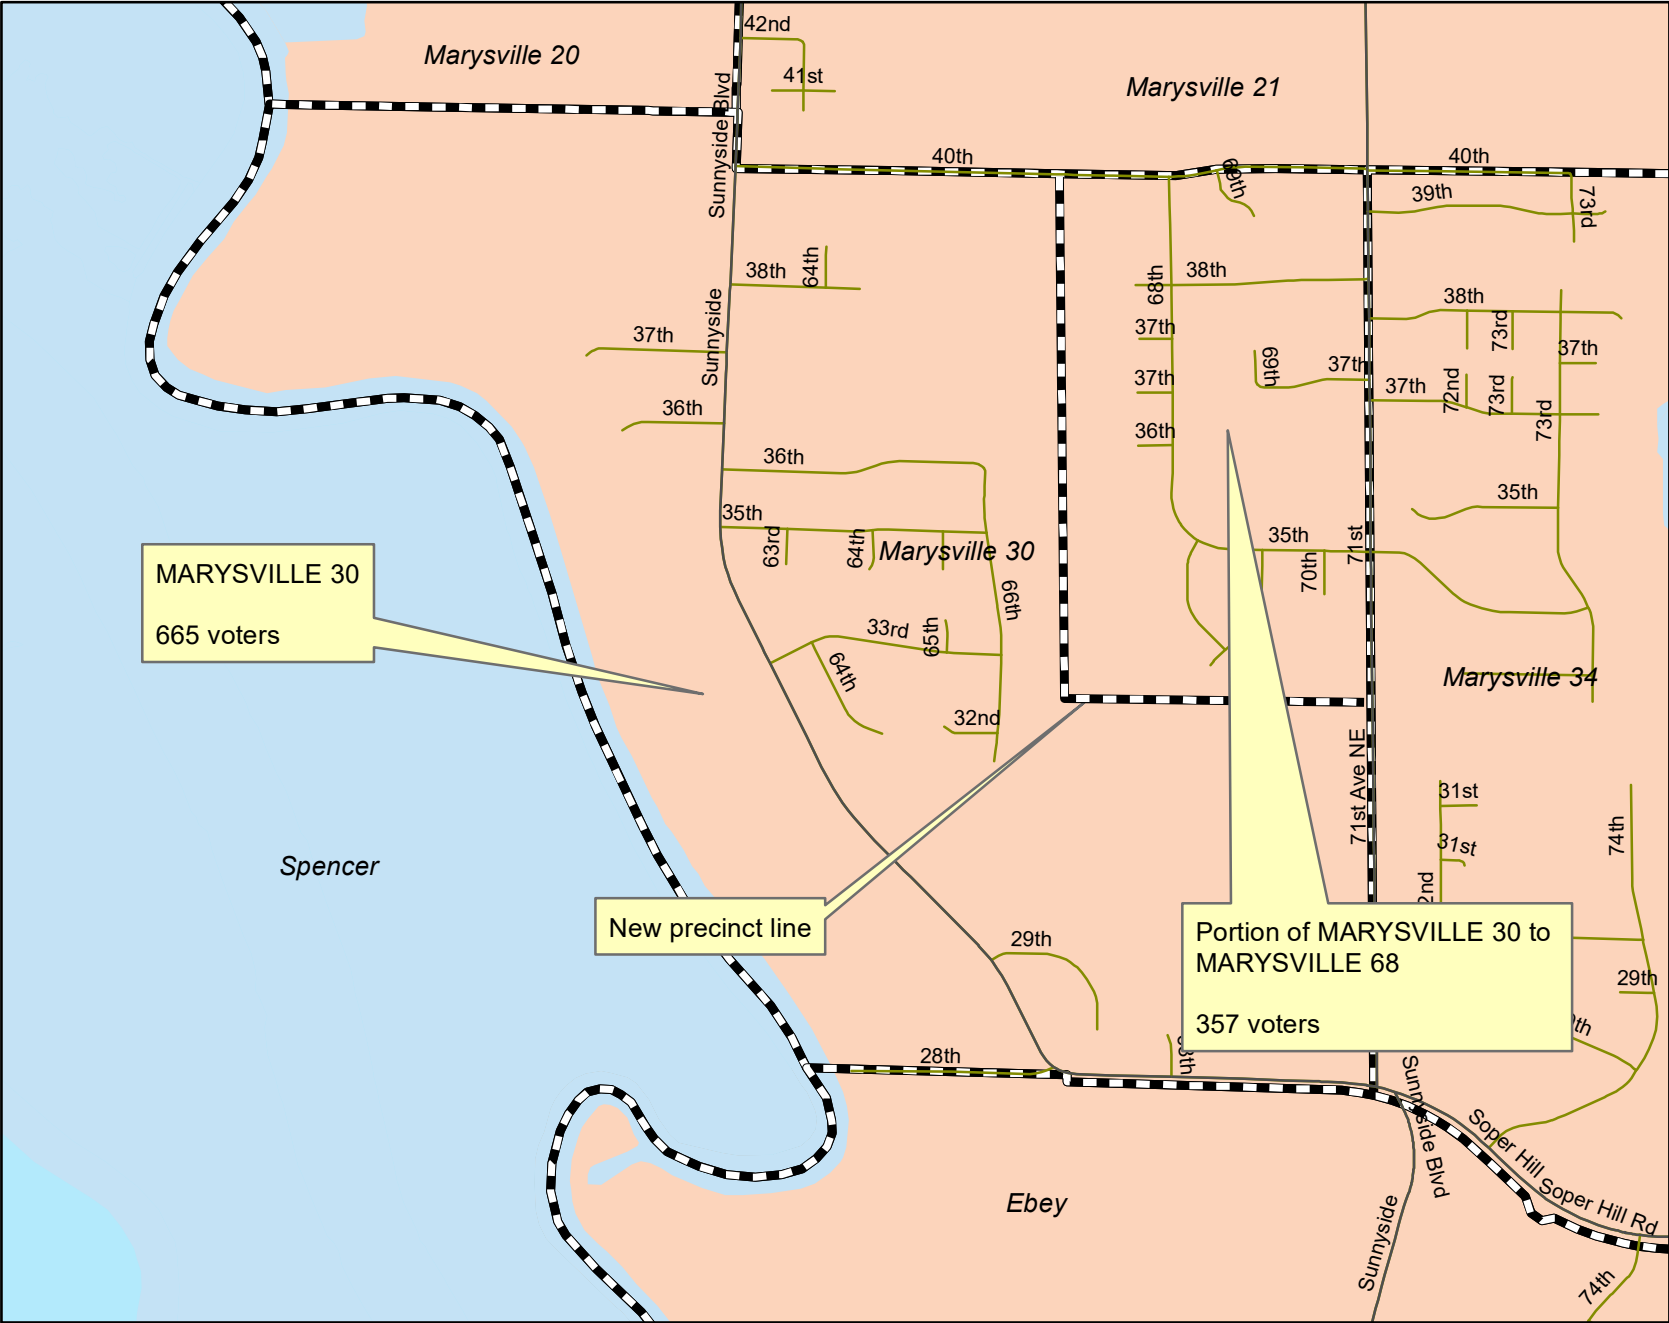 42nd
Marysville 20
41st
Marysville 21
Sunnyside Blvd
40th
40th
69th
39th
73rd
38th
64th
68th
38th
38th
Sunnyside
37th
37th
73rd
37th
69th
37th
37th
37th
72nd
73rd
73rd
36th
36th
36th
35th
35th
63rd
64th
Marysville 30
35th
70th
71st
MARYSVILLE 30
665 voters
66th
33rd
65th
64th
Marysville 34
32nd
71st Ave NE
31st
31st
74th
Spencer
New precinct line
29th
Portion of MARYSVILLE 30 to
MARYSVILLE 68
357 voters
29th
28th
Sunnyside Blvd
Soper Hill
Soper Hill Rd
Ebey
Sunnyside
74th